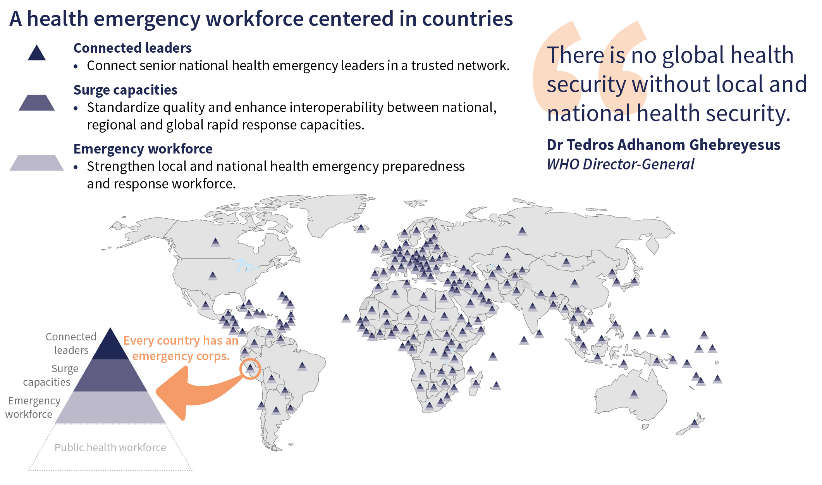 A health emergency workforce centered in countries
Connected leaders
• Connect senior national health emergency leaders in a trusted network.
Surge capacities
• Standardize quality and enhance interoperability between national,
regional and global rapid response capacities.
Emergency workforce
• Strengthen local and national health emergency preparedness
and response workforce.
“
There is no global health
security without local and
national health security.
Dr Tedros Adhanom Ghebreyesus
WHO Director-General
Connected
leaders
Surge
capacities
Emergency
workforce
Public health workforce
Every country has an
emergency corps.